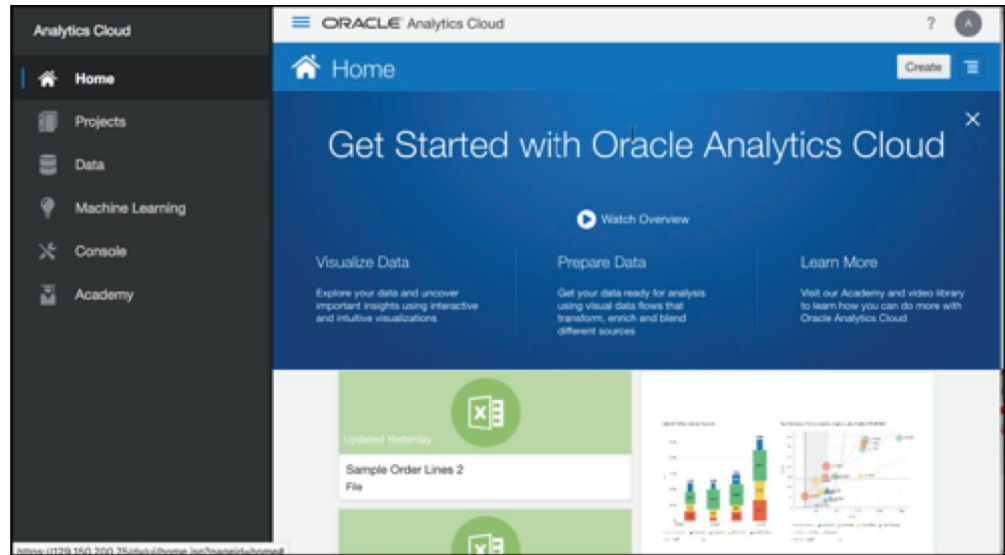 Analytics Cloud
Home
Projects
Data
Machine Learning
Console
Academy
ORACLE Analytics Cloud
?
A
Home
Create
Get Started with Oracle Analytics Cloud
Watch Overview
Visualize Data
Explore your data and uncover
important insights using interactive
and intuitive visualizations
Prepare Data
Get your data ready for analysis
using visual data flows that
transform, enrich and blend
different sources
Learn More
Visit our Academy and video library
to learn how you can do more with
Oracle Analytics Cloud
Updated Yesterday
Sample Order Lines 2
File